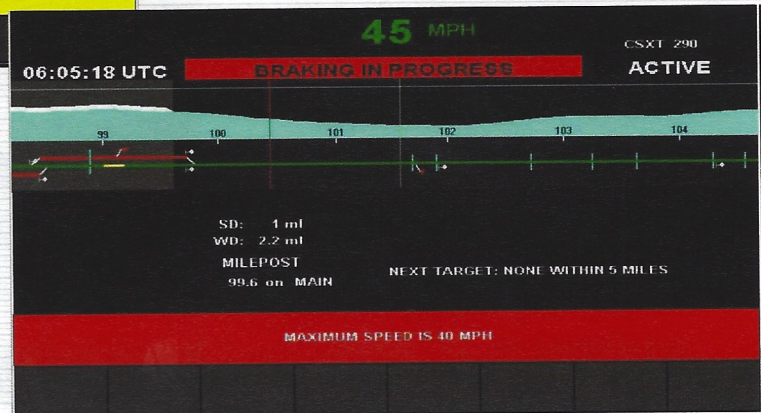 45 MPH
CSXT 290
06:05:18 UTC
BRAKING IN PROGRESS
ACTIVE
99 100 101 102 103 104
SD: 1 ml
WD: 2.2 ml
MILEPOST
99.6 on MAIN
NEXT TARGET: NONE WITHIN 5 MILES
MAXIMUM SPEED IS 40 MPH